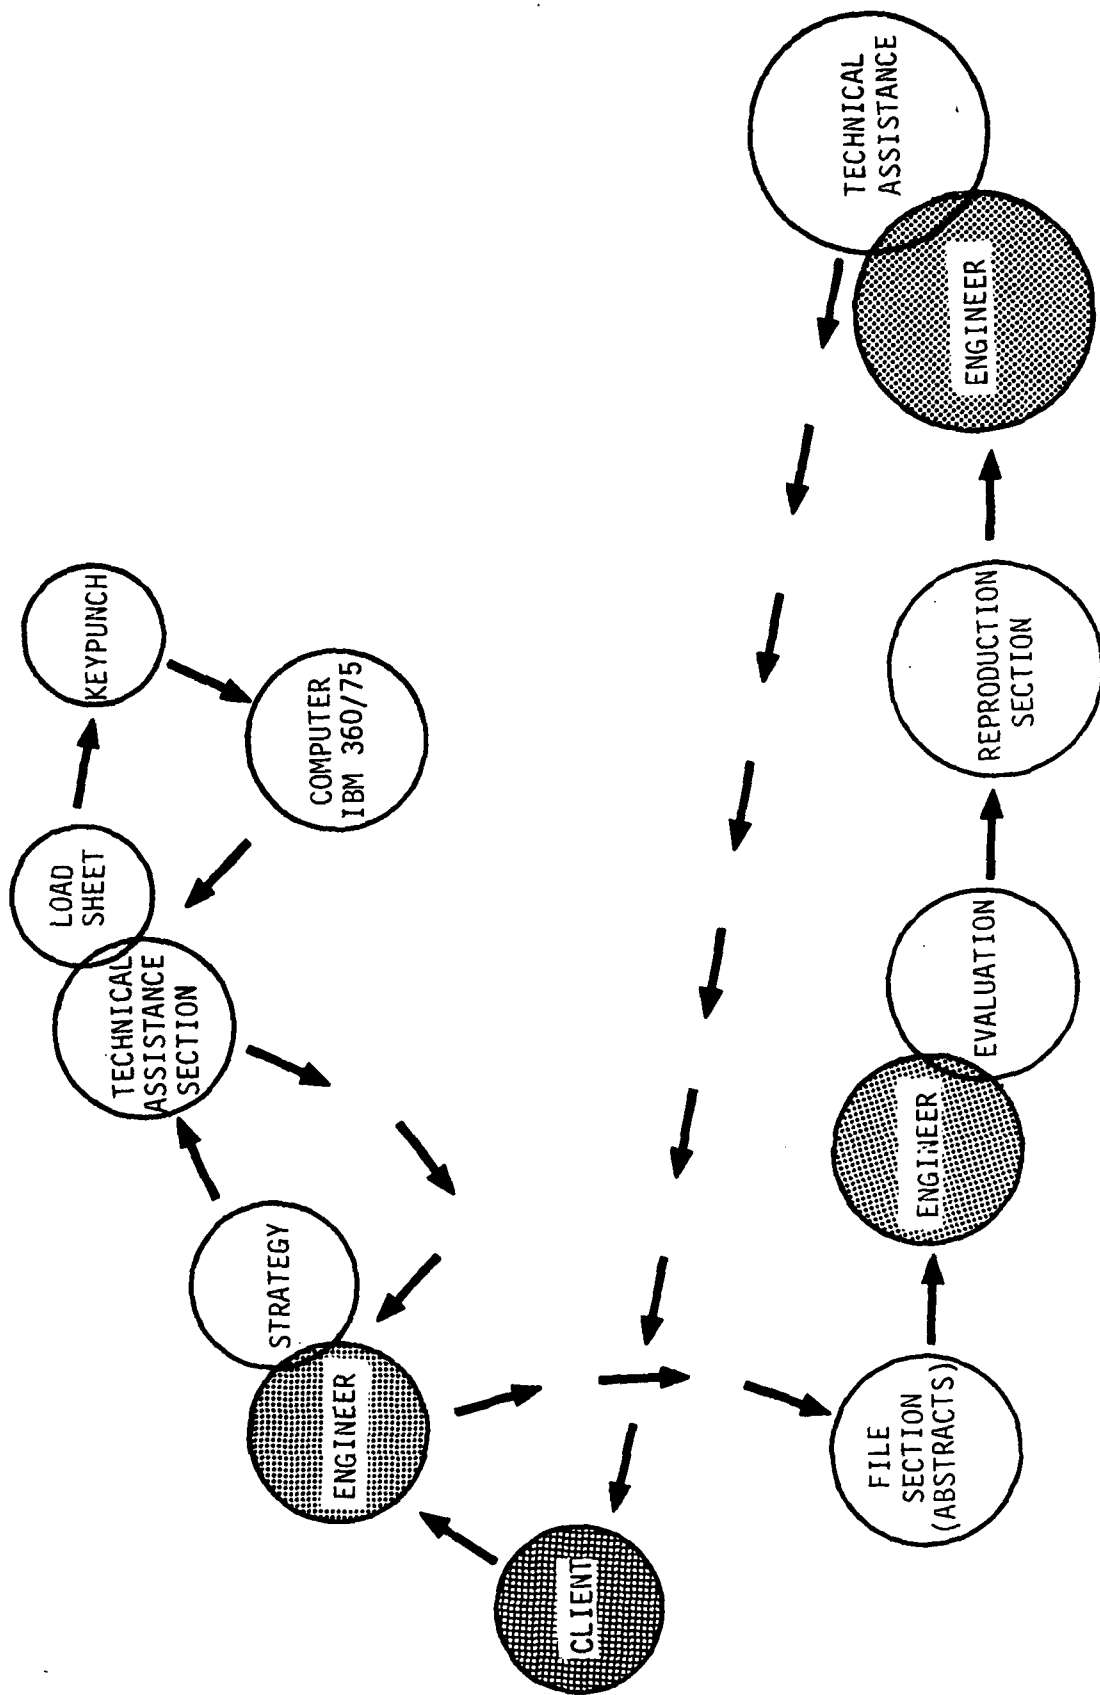 CLIENT
ENGINEER
STRATEGY
TECHNICAL
ASSISTANCE
SECTION
LOAD
SHEET
KEYPUNCH
COMPUTER
IBM 360/75
FILE
SECTION
(ABSTRACTS)
ENGINEER
EVALUATION
REPRODUCTION
SECTION
ENGINEER
TECHNICAL
ASSISTANCE